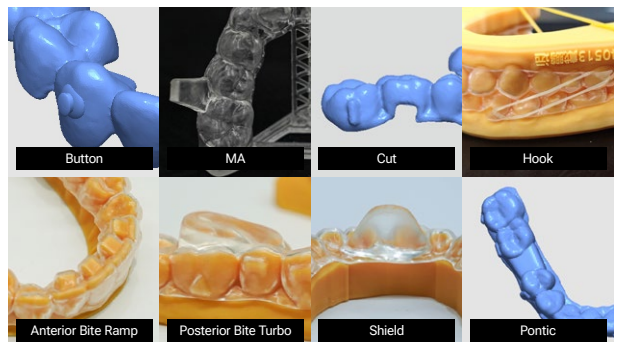 Button
MA
Cut
Hook
Anterior Bite Ramp
Posterior Bite Turbo
Shield
Pontic